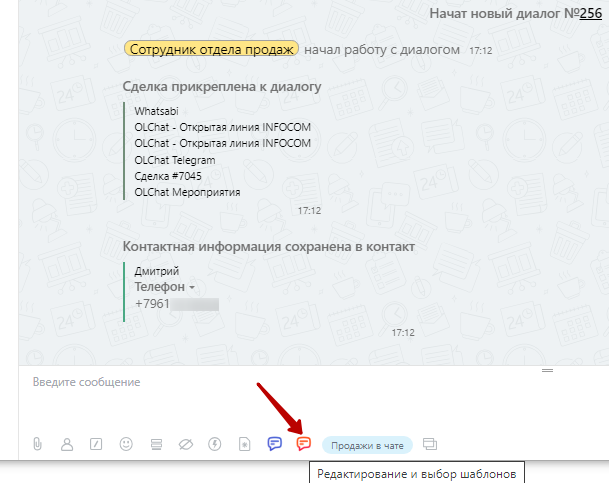 Начат новый диалог №256
Сотрудник отдела продаж начал работу с диалогом 17:12
Сделка прикреплена к диалогу
Whatsabi
OLChat - Открытая линия INFOCOM
OLChat - Открытая линия INFOCOM
OLChat Telegram
Сделка #7045
OLChat Мероприятия
17:12
Контактная информация сохранена в контакт
Дмитрий
Телефон
+7961
17:12
Введите сообщение
Продажи в чате
Редактирование и выбор шаблонов